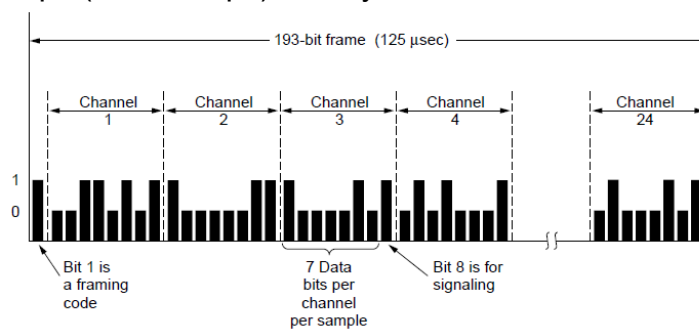 193-bit frame (125 μsec)
Channel
1
Channel
2
Channel
3
Channel
4
Channel
24
1
0
Bit 1 is
a framing
code
7 Data
bits per
channel
per sample
Bit 8 is for
signaling